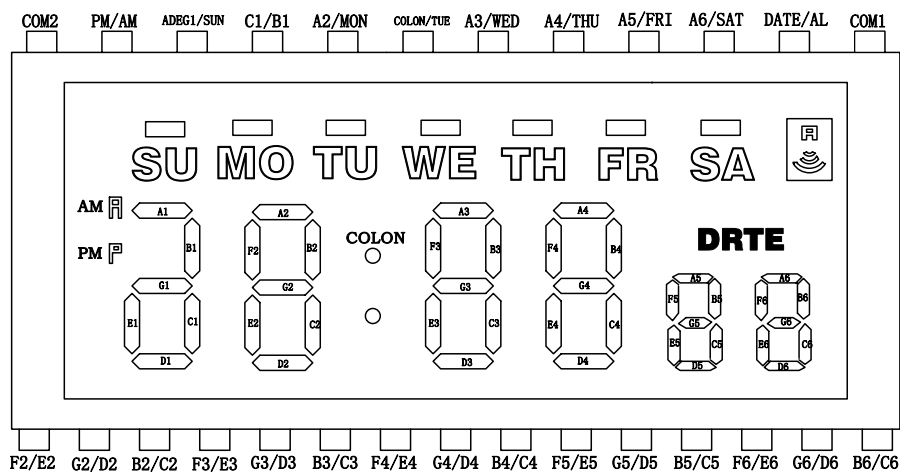 COM2 PM/AM ADEG1/SUN C1/B1 A2/MON COLON/TUE A3/WED A4/THU A5/FRI A6/SAT DATE/AL COM1
A
SU MO TU WE TH FR SA
AM A A1 A2 A3 A4
B1 F2 B2 COLON F3 B3 F4 B4 DRTE
PM P
G1 G2 G3 G4 A5 A6
F5 B5 F6 B6
E1 C1 E2 C2 E3 C3 E4 C4 G5 G6
E5 C5 E6 C6
D1 D2 D3 D4 D5 D6
F2/E2 G2/D2 B2/C2 F3/E3 G3/D3 B3/C3 F4/E4 G4/D4 B4/C4 F5/E5 G5/D5 B5/C5 F6/E6 G6/D6 B6/C6